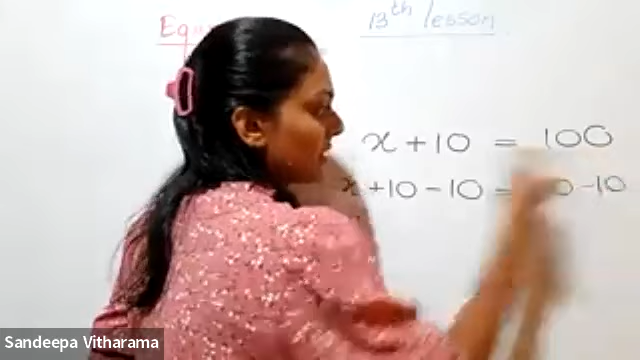 13th lesson
x + 10 = 100
x + 10 - 10 = - 10
Sandeepa Vitharama